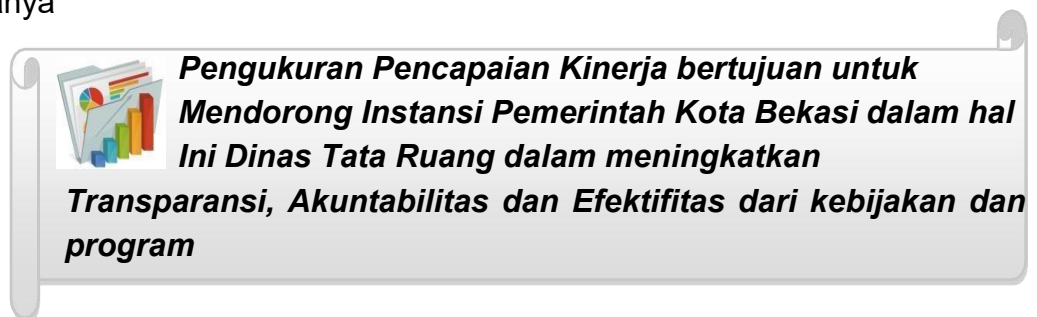 Pengukuran Pencapaian Kinerja bertujuan untuk
Mendorong Instansi Pemerintah Kota Bekasi dalam hal
Ini Dinas Tata Ruang dalam meningkatkan
Transparansi, Akuntabilitas dan Efektifitas dari kebijakan dan
program